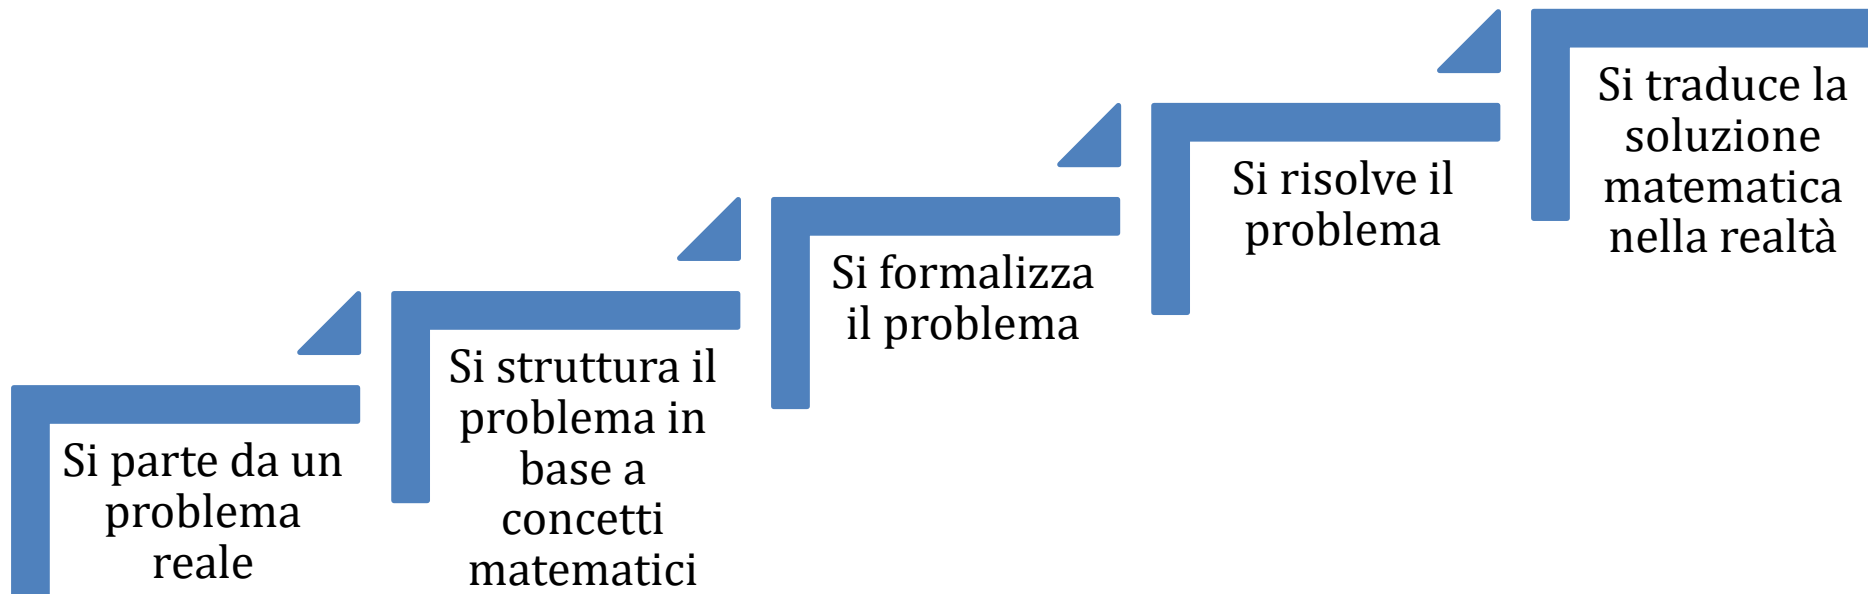 Si parte da un
problema
reale
Si struttura il
problema in
base a
concetti
matematici
Si formalizza
il problema
Si risolve il
problema
Si traduce la
soluzione
matematica
nella realtà